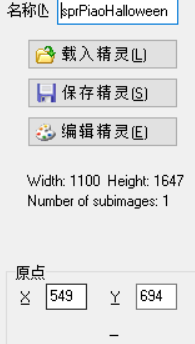 名称(N) sprPiaoHalloween
载入精灵(L)
保存精灵(S)
编辑精灵(E)
Width: 1100 Height: 1647
Number of subimages: 1
原点
X 549 Y 694